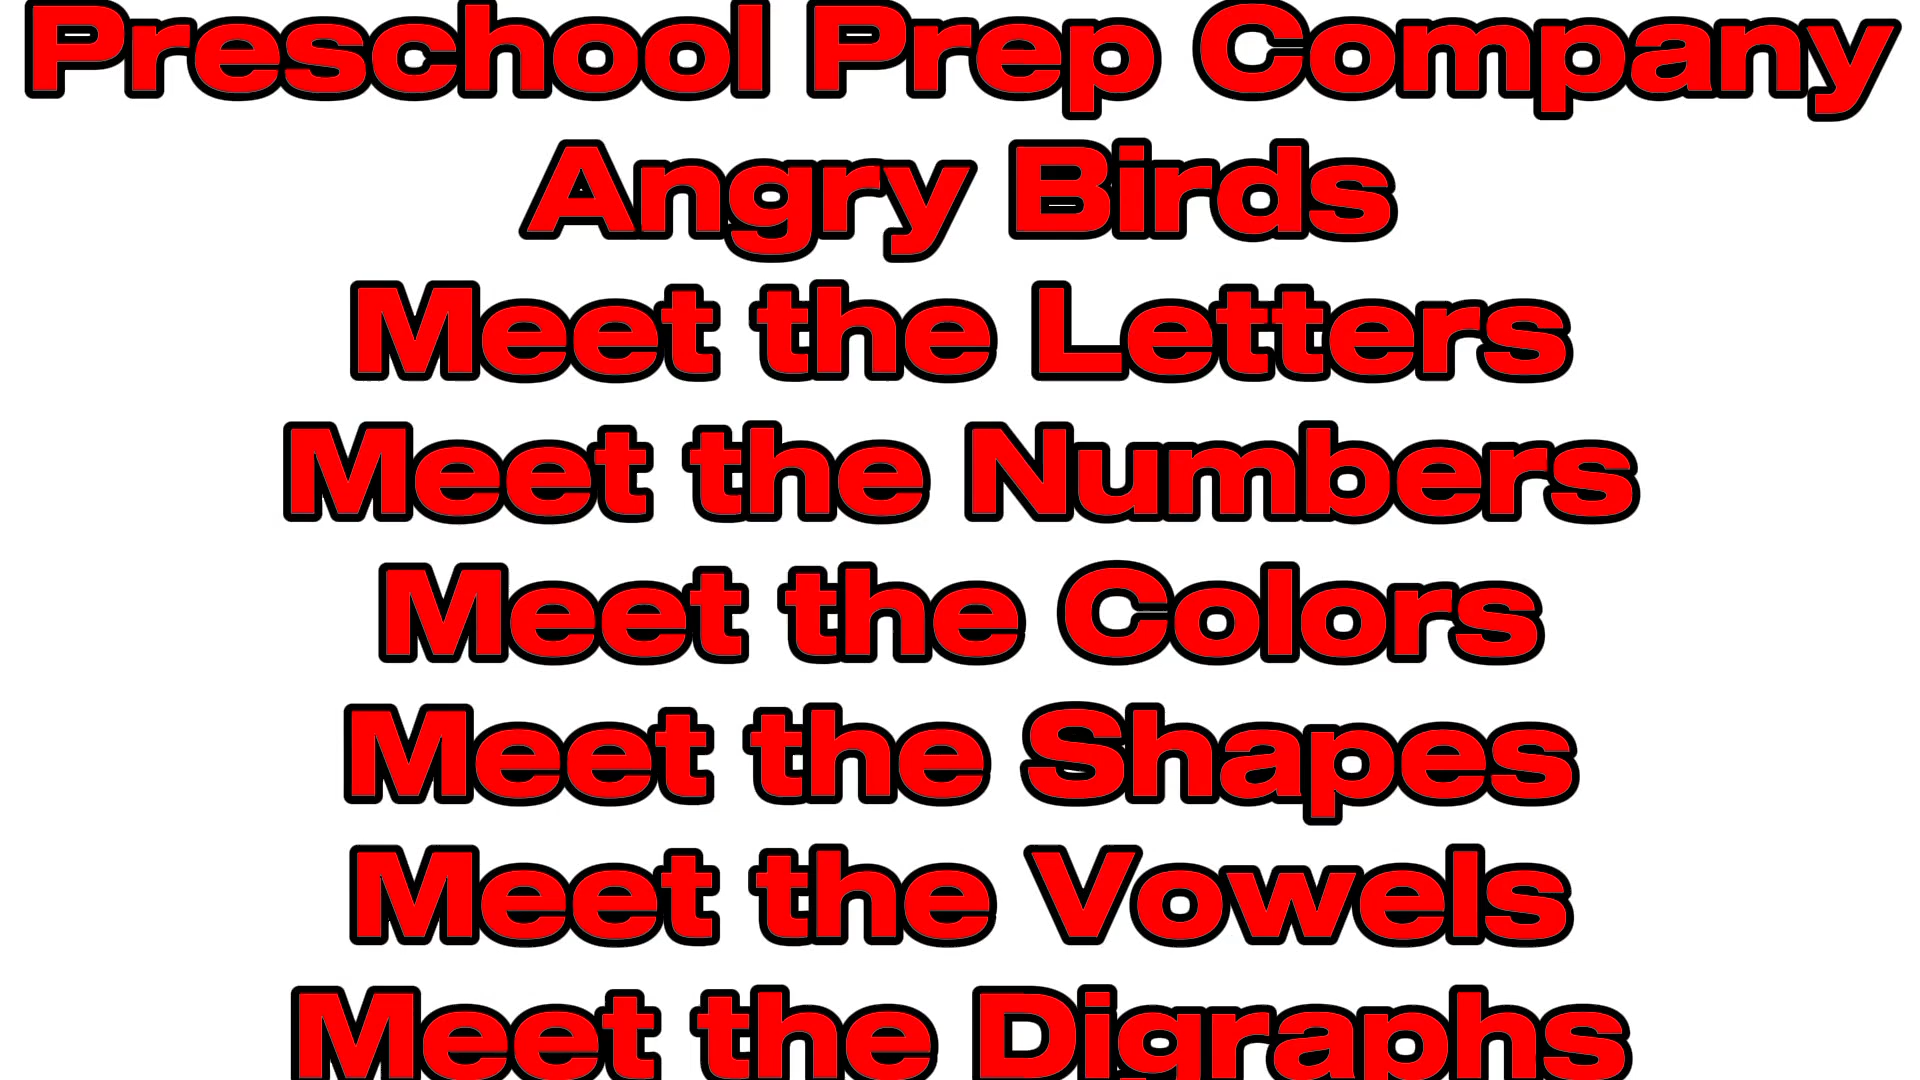 Preschool Prep Company
Angry Birds
Meet the Letters
Meet the Numbers
Meet the Colors
Meet the Shapes
Meet the Vowels
Meet the Digraphs